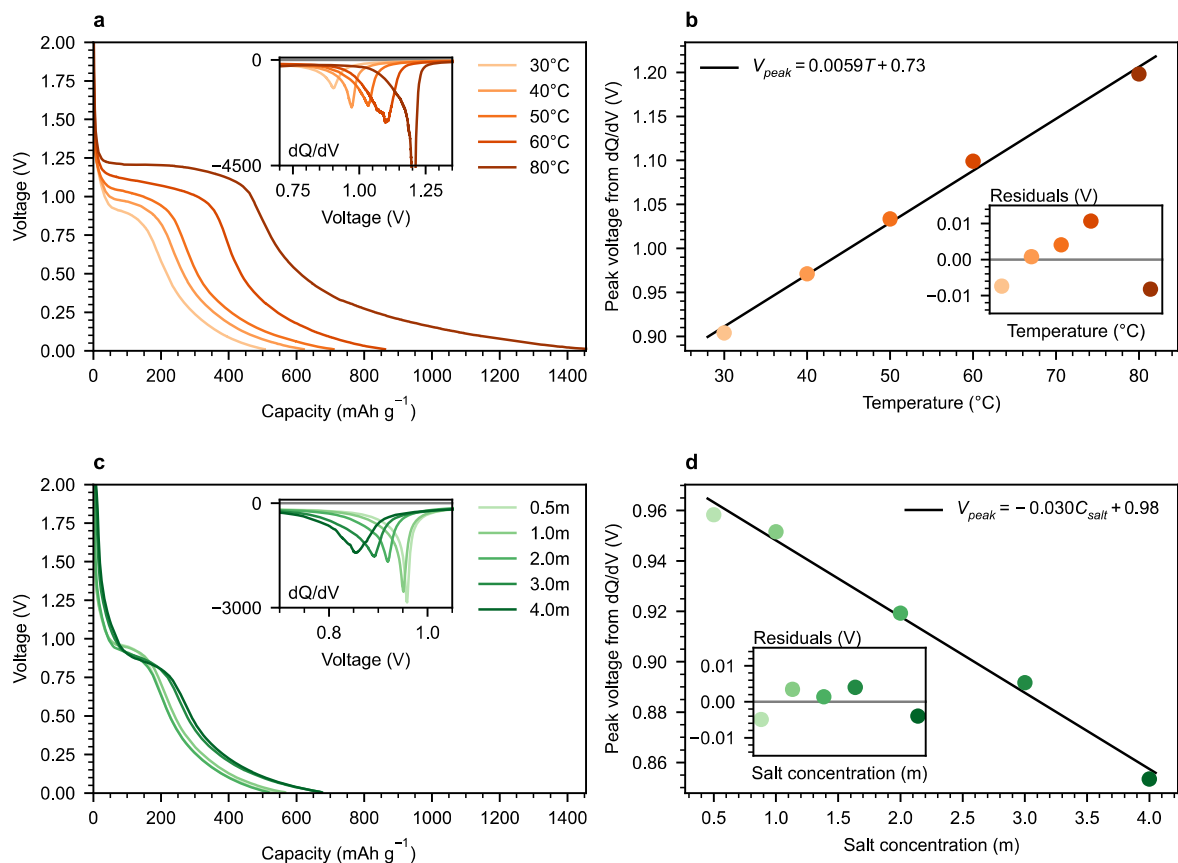 a
2.00
1.75
1.50
1.25
1.00
0.75
0.50
0.25
0.00
Voltage (V)
0
200
400
600
800
1000
1200
1400
Capacity (mAh g⁻¹)
0
−4500
dQ/dV
0.75
1.00
1.25
Voltage (V)
30°C
40°C
50°C
60°C
80°C
b
1.20
1.15
1.10
1.05
1.00
0.95
0.90
Peak voltage from dQ/dV (V)
V_peak = 0.0059T + 0.73
Residuals (V)
0.01
0.00
−0.01
Temperature (°C)
30
40
50
60
70
80
Temperature (°C)
c
2.00
1.75
1.50
1.25
1.00
0.75
0.50
0.25
0.00
Voltage (V)
0
200
400
600
800
1000
1200
1400
Capacity (mAh g⁻¹)
0
−3000
dQ/dV
0.8
1.0
Voltage (V)
0.5m
1.0m
2.0m
3.0m
4.0m
d
0.96
0.94
0.92
0.90
0.88
0.86
Peak voltage from dQ/dV (V)
V_peak = −0.030C_salt + 0.98
Residuals (V)
0.01
0.00
−0.01
Salt concentration (m)
0.5
1.0
1.5
2.0
2.5
3.0
3.5
4.0
Salt concentration (m)